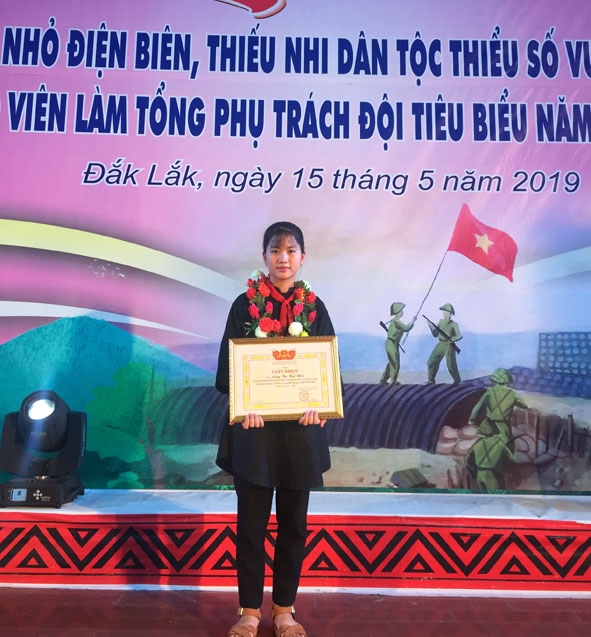 NHỎ ĐIỆN BIÊN, THIẾU NHI DÂN TỘC THIỂU SỐ VƯ
VIÊN LÀM TỔNG PHỤ TRÁCH ĐỘI TIÊU BIỂU NĂM
Đắk Lắk, ngày 15 tháng 5 năm 2019
GIẤY KHEN